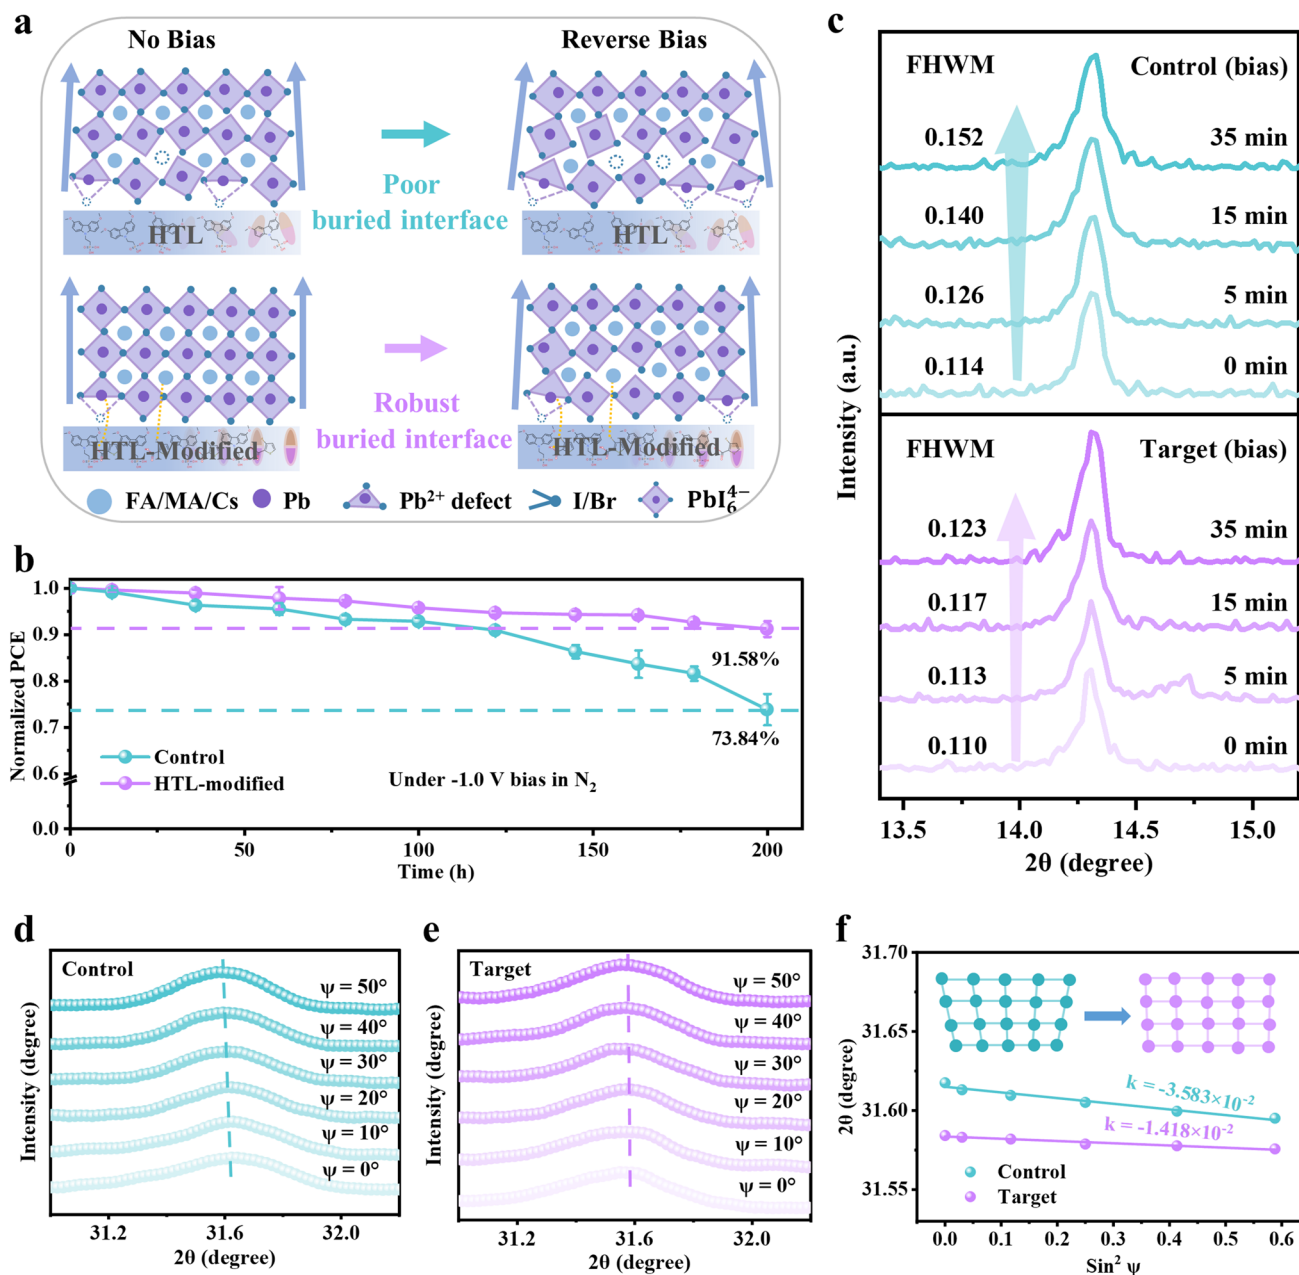 a
No Bias
Reverse Bias
Poor
buried interface
HTL
HTL
Robust
buried interface
HTL-Modified
HTL-Modified
FA/MA/Cs
Pb
Pb²⁺ defect
I/Br
PbI₆⁴⁻
b
Normalized PCE
1.0
0.9
0.8
0.7
0.6
0.0
91.58%
73.84%
Control
HTL-modified
Under -1.0 V bias in N₂
0
50
100
150
200
Time (h)
c
Intensity (a.u.)
FHWM
Control (bias)
0.152
35 min
0.140
15 min
0.126
5 min
0.114
0 min
FHWM
Target (bias)
0.123
35 min
0.117
15 min
0.113
5 min
0.110
0 min
13.5
14.0
14.5
15.0
2θ (degree)
d
Control
Intensity (degree)
ψ = 50°
ψ = 40°
ψ = 30°
ψ = 20°
ψ = 10°
ψ = 0°
31.2
31.6
32.0
2θ (degree)
e
Target
Intensity (degree)
ψ = 50°
ψ = 40°
ψ = 30°
ψ = 20°
ψ = 10°
ψ = 0°
31.2
31.6
32.0
2θ (degree)
f
2θ (degree)
31.70
31.65
31.60
31.55
k = -3.583×10⁻²
k = -1.418×10⁻²
Control
Target
0.0
0.1
0.2
0.3
0.4
0.5
0.6
Sin² ψ